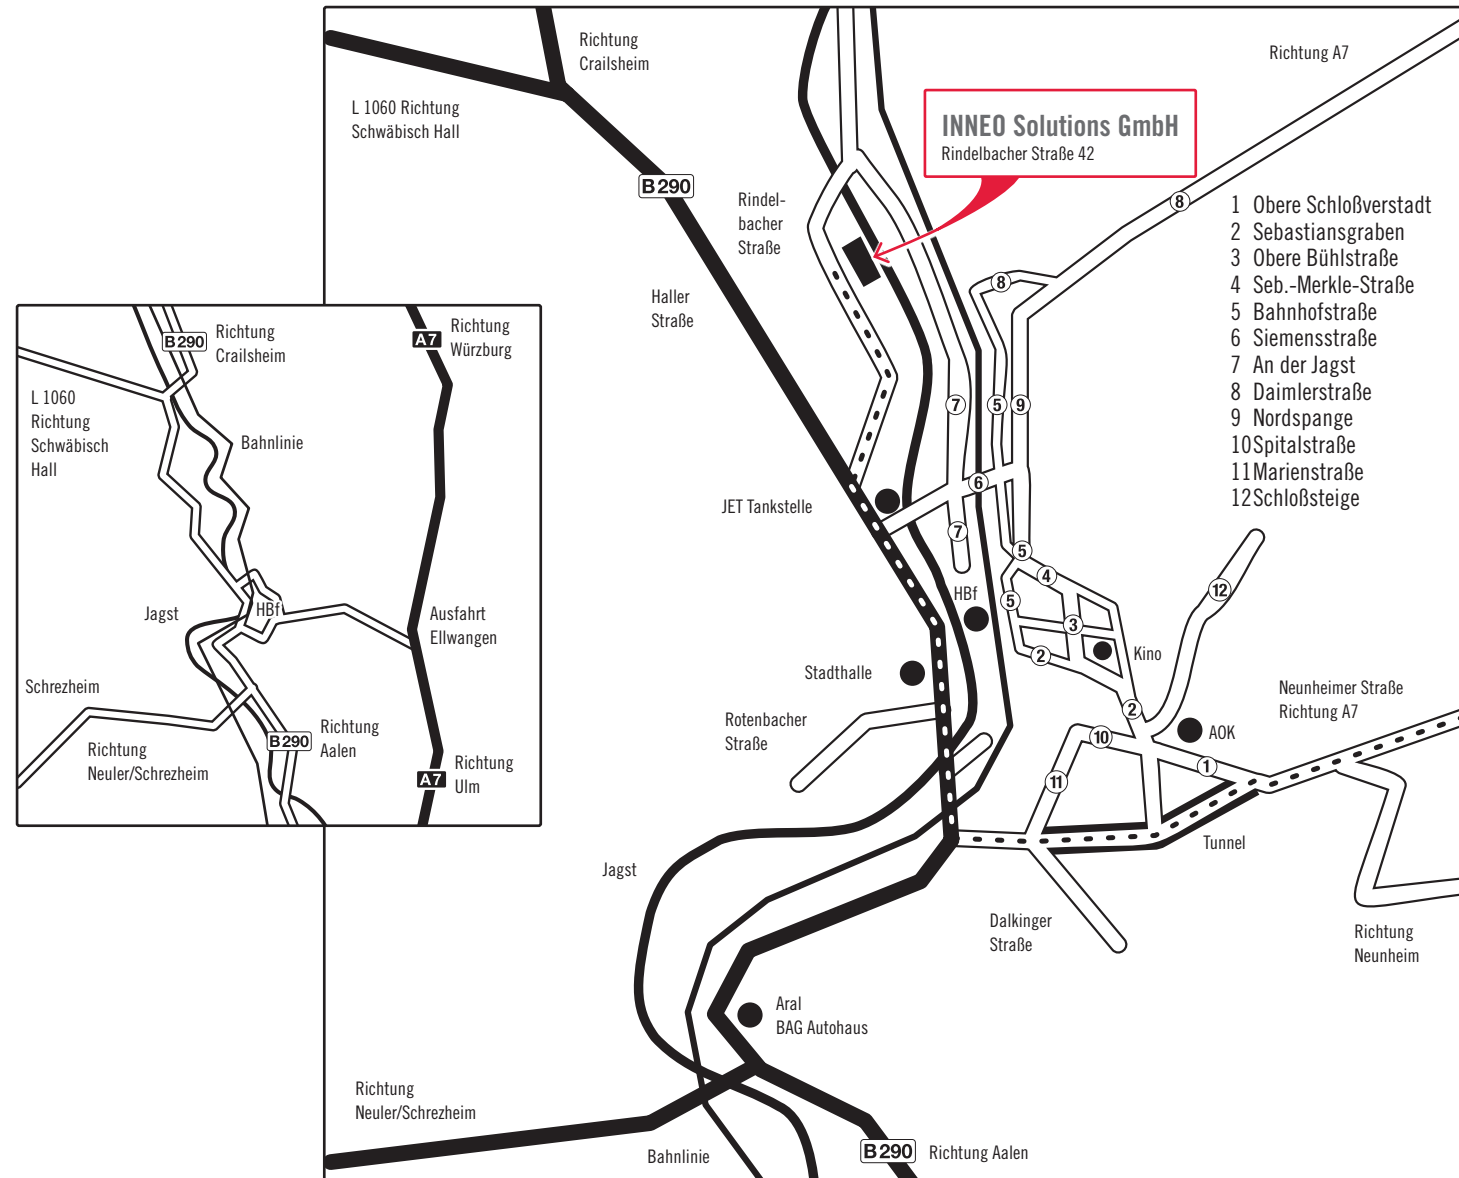 Richtung
Crailsheim
Richtung A7
L 1060 Richtung
Schwäbisch Hall
INNEO Solutions GmbH
Rindelbacher Straße 42
B290
Rindel-
bacher
Straße
8
1 Obere Schloßverstadt
2 Sebastiansgraben
3 Obere Bühlstraße
4 Seb.-Merkle-Straße
5 Bahnhofstraße
6 Siemensstraße
7 An der Jagst
8 Daimlerstraße
9 Nordspange
10 Spitalstraße
11 Marienstraße
12 Schloßsteige
8
Haller
Straße
7
5
9
6
JET Tankstelle
7
5
4
12
HBf
5
3
Kino
2
Stadthalle
Neunheimer Straße
Richtung A7
2
Rotenbacher
Straße
10
AOK
1
11
Tunnel
Jagst
Dalkinger
Straße
Richtung
Neunheim
Aral
BAG Autohaus
Richtung
Neuler/Schrezheim
Bahnlinie
B290
Richtung Aalen
B290
Richtung
Crailsheim
A7
Richtung
Würzburg
L 1060
Richtung
Schwäbisch
Hall
Bahnlinie
Jagst
HBf
Ausfahrt
Ellwangen
Schrezheim
Richtung
Neuler/Schrezheim
B290
Richtung
Aalen
A7
Richtung
Ulm